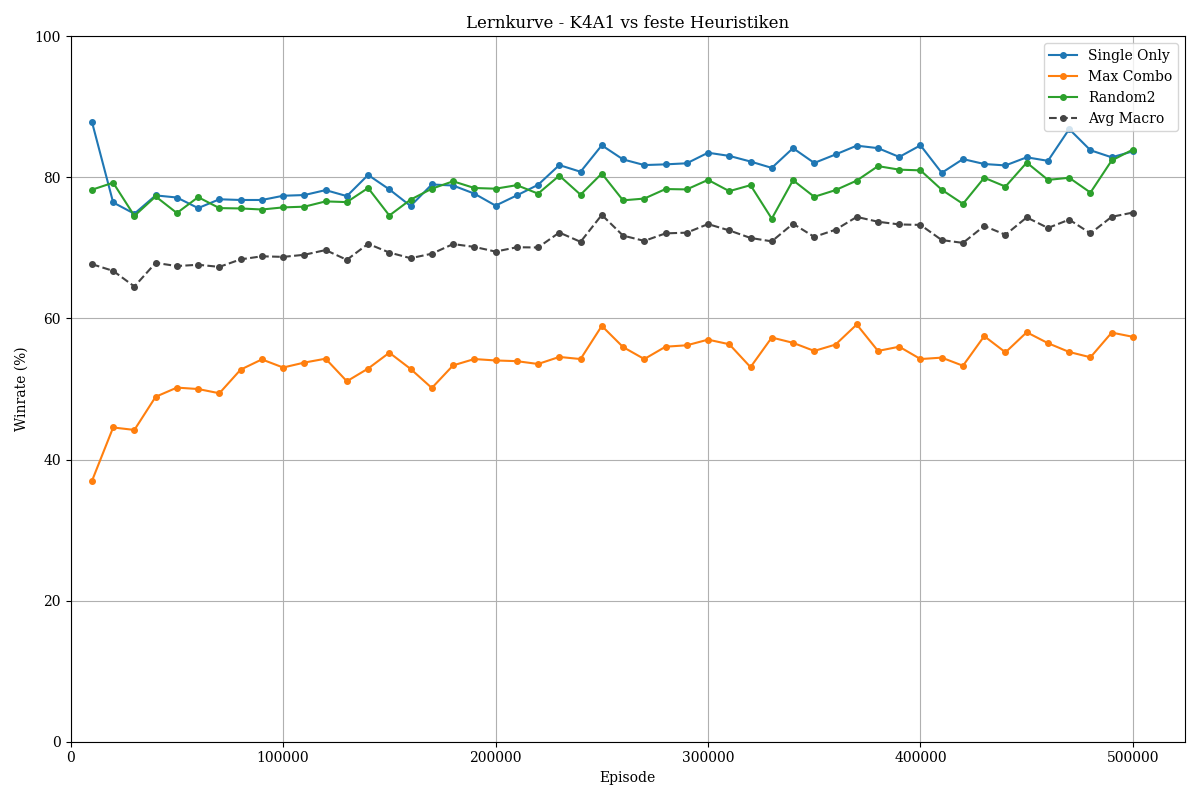 Lernkurve - K4A1 vs feste Heuristiken
Single Only
Max Combo
Random2
Avg Macro
Winrate (%)
100
80
60
40
20
0
0
100000
200000
300000
400000
500000
Episode